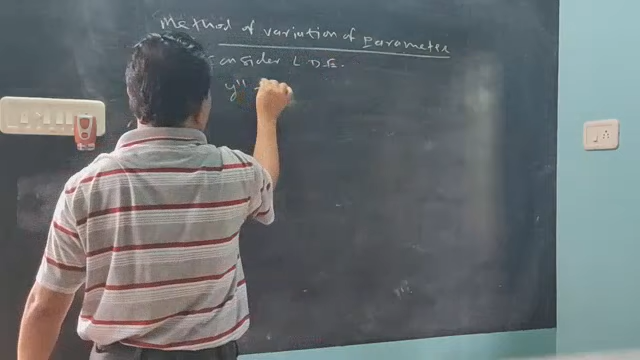 Method of variation of Parameter
Consider L.D.E.
y'' +